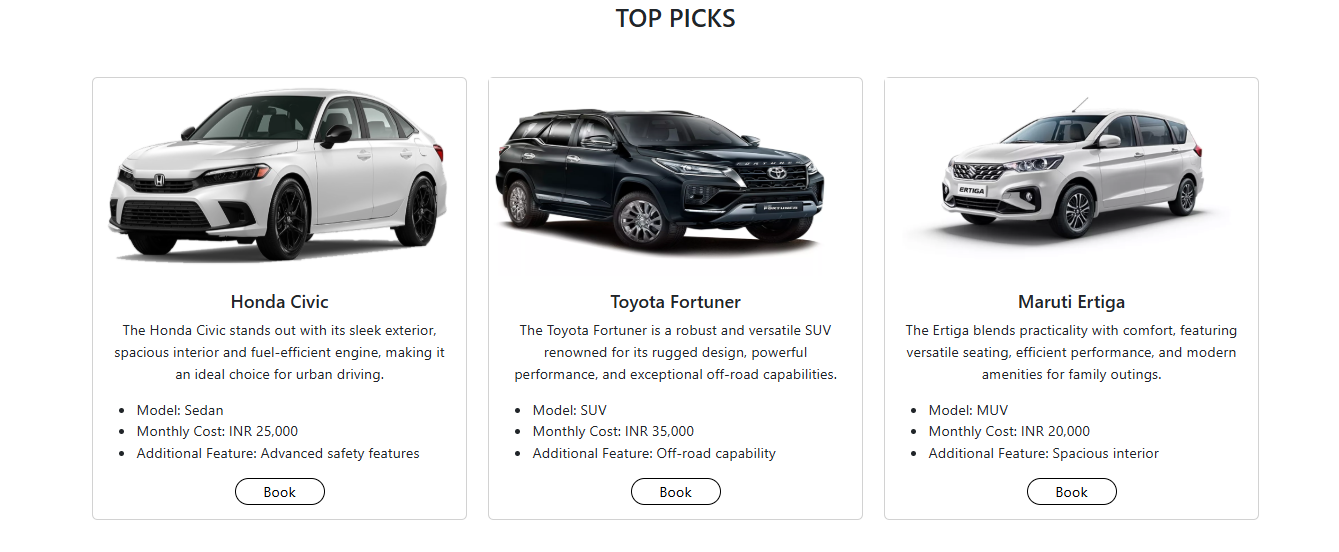 TOP PICKS
FORTUNER
FORTUNER
ERTIGA
Honda Civic
The Honda Civic stands out with its sleek exterior,
spacious interior and fuel-efficient engine, making it
an ideal choice for urban driving.
• Model: Sedan
• Monthly Cost: INR 25,000
• Additional Feature: Advanced safety features
Book
Toyota Fortuner
The Toyota Fortuner is a robust and versatile SUV
renowned for its rugged design, powerful
performance, and exceptional off-road capabilities.
• Model: SUV
• Monthly Cost: INR 35,000
• Additional Feature: Off-road capability
Book
Maruti Ertiga
The Ertiga blends practicality with comfort, featuring
versatile seating, efficient performance, and modern
amenities for family outings.
• Model: MUV
• Monthly Cost: INR 20,000
• Additional Feature: Spacious interior
Book